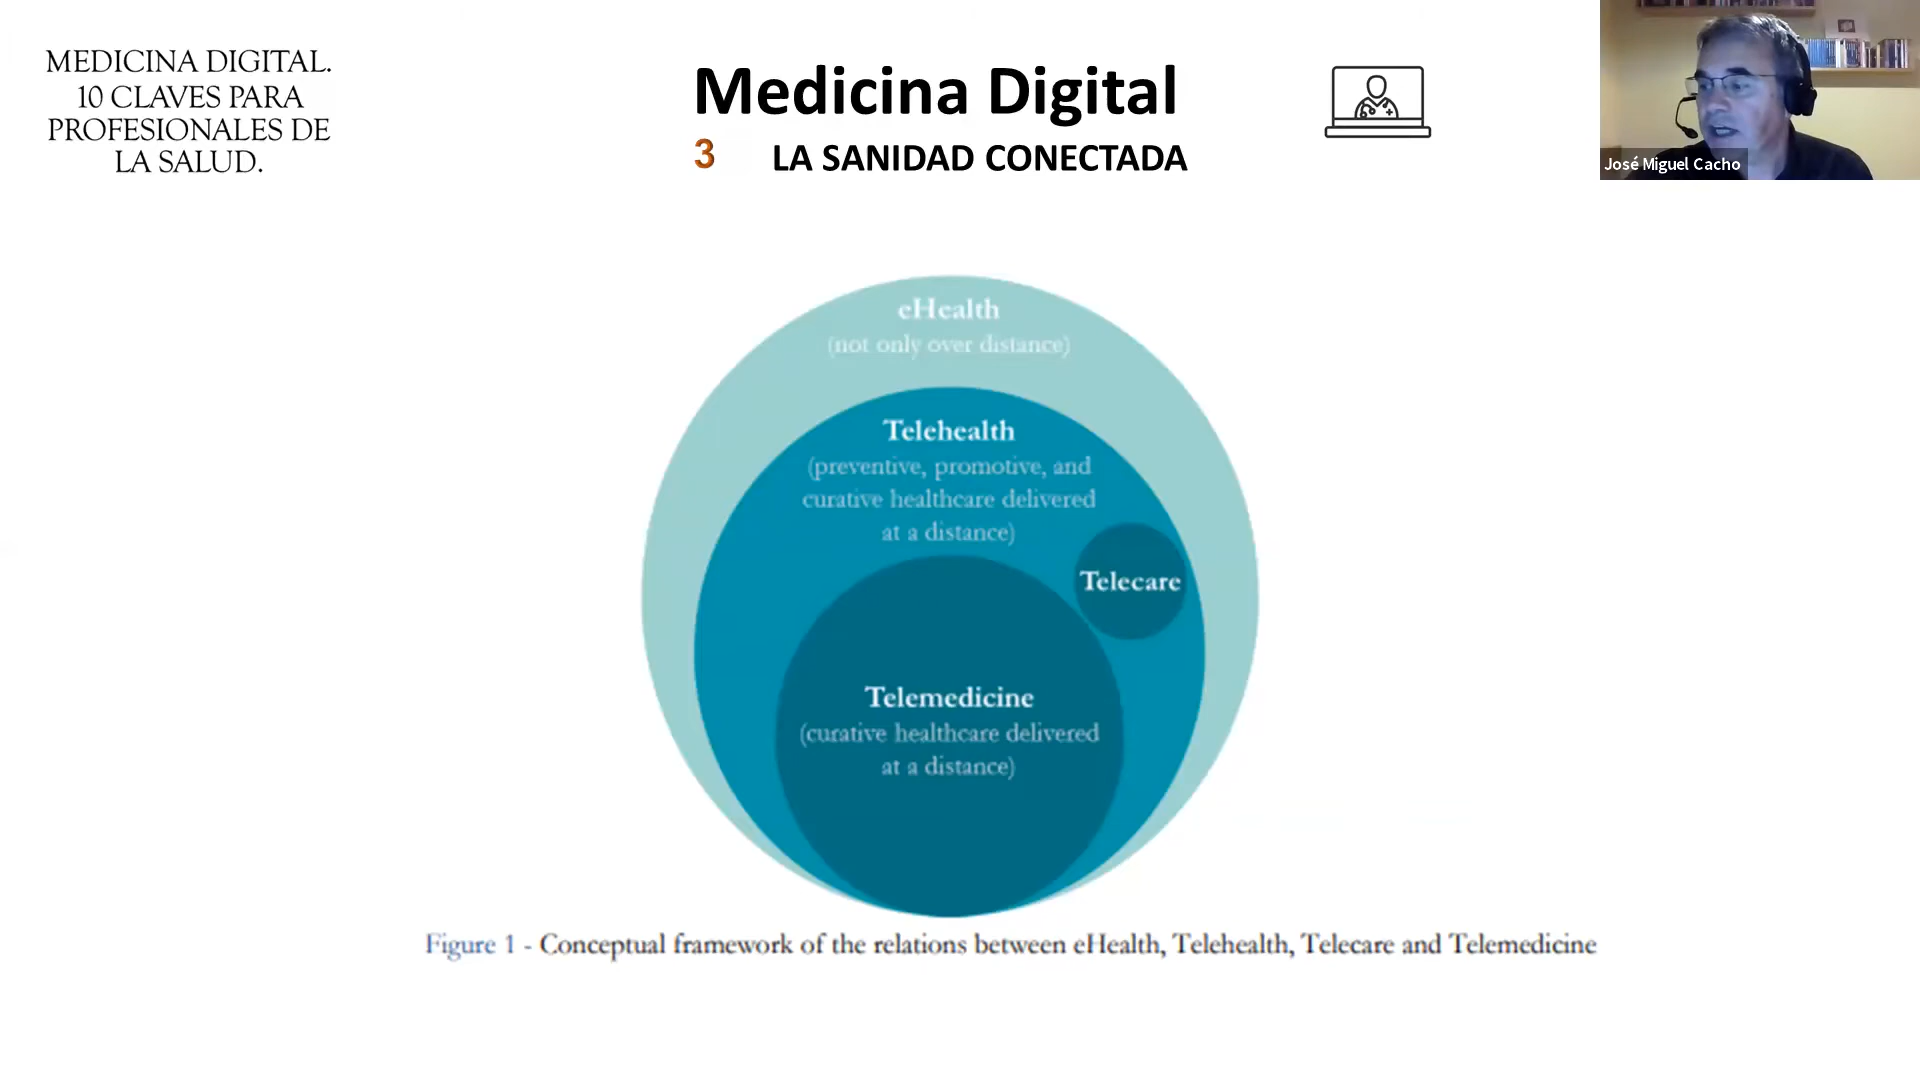 MEDICINA DIGITAL.
10 CLAVES PARA
PROFESIONALES DE
LA SALUD.
Medicina Digital
3 LA SANIDAD CONECTADA
José Miguel Cacho
eHealth
(not only over distance)
Telehealth
(preventive, promotive, and
curative healthcare delivered
at a distance)
Telecare
Telemedicine
(curative healthcare delivered
at a distance)
Figure 1 - Conceptual framework of the relations between eHealth, Telehealth, Telecare and Telemedicine